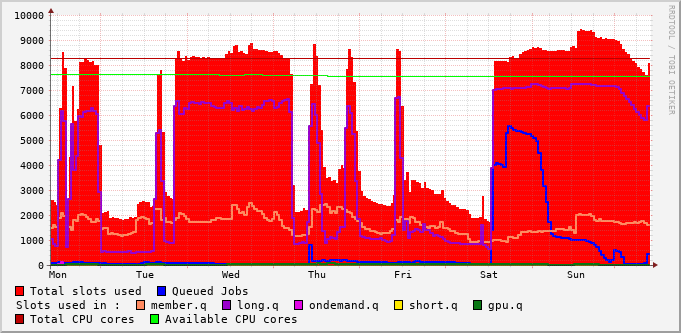 10000
9000
8000
7000
6000
5000
4000
3000
2000
1000
0
Mon Tue Wed Thu Fri Sat Sun
RRDTOOL / TOBI OETIKER
Total slots used Queued Jobs
Slots used in : member.q long.q ondemand.q short.q gpu.q
Total CPU cores Available CPU cores